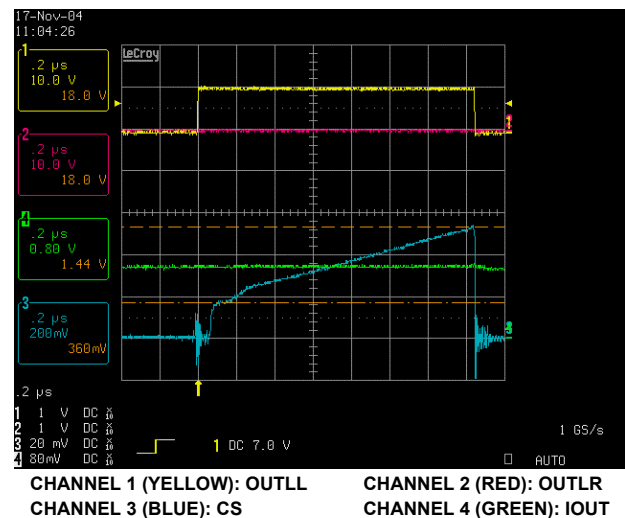 17-Nov-04
11:04:26
LeCroy
1
.2 µs
10.0 V
18.0 V
2
.2 µs
10.0 V
18.0 V
4
.2 µs
0.80 V
1.44 V
3
.2 µs
200mV
360mV
.2 µs
1 1 V DC
2 1 V DC
3 20 mV DC
4 80mV DC
1 DC 7.0 V
1 GS/s
AUTO
CHANNEL 1 (YELLOW): OUTLL CHANNEL 2 (RED): OUTLR
CHANNEL 3 (BLUE): CS CHANNEL 4 (GREEN): IOUT